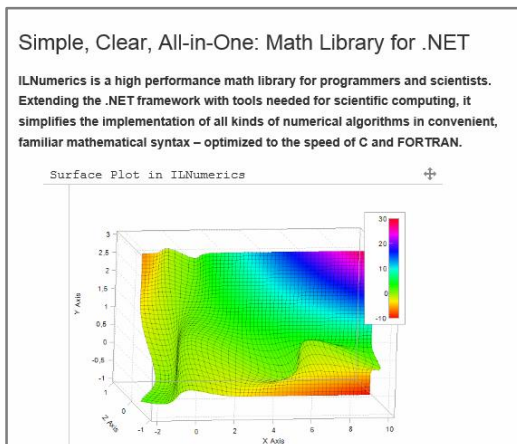 Simple, Clear, All-in-One: Math Library for .NET
ILNumerics is a high performance math library for programmers and scientists.
Extending the .NET framework with tools needed for scientific computing, it
simplifies the implementation of all kinds of numerical algorithms in convenient,
familiar mathematical syntax – optimized to the speed of C and FORTRAN.
Surface Plot in ILNumerics
30
20
10
0
-10
3
2,5
2
1,5
1
0,5
0
-0,5
-1
Y Axis
1
0
-1
Z Axis
-2
0
2
4
6
8
10
X Axis